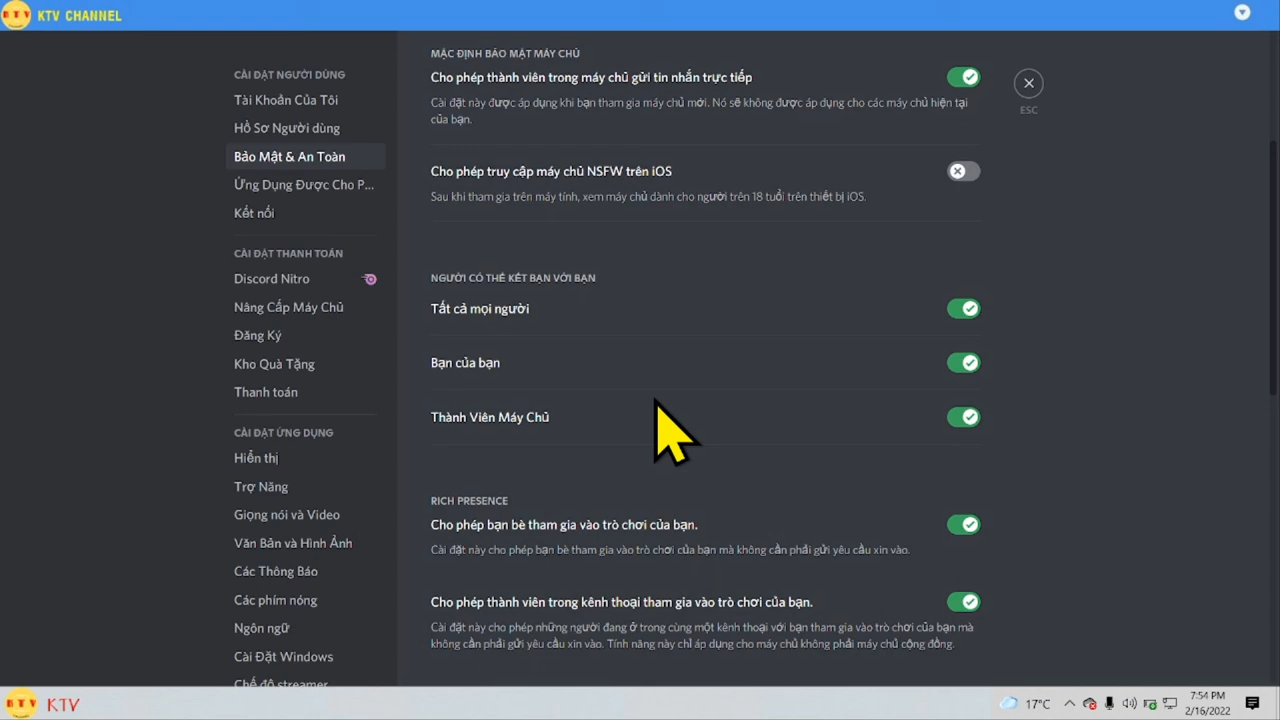 KTV CHANNEL
CÀI ĐẶT NGƯỜI DÙNG
Tài Khoản Của Tôi
Hồ Sơ Người dùng
Bảo Mật & An Toàn
Ứng Dụng Được Cho P...
Kết nối
CÀI ĐẶT THANH TOÁN
Discord Nitro
Nâng Cấp Máy Chủ
Đăng Ký
Kho Quà Tặng
Thanh toán
CÀI ĐẶT ỨNG DỤNG
Hiển thị
Trợ Năng
Giọng nói và Video
Văn Bản và Hình Ảnh
Các Thông Báo
Các phím nóng
Ngôn ngữ
Cài Đặt Windows
Chế độ streamer
MẶC ĐỊNH BẢO MẬT MÁY CHỦ
Cho phép thành viên trong máy chủ gửi tin nhắn trực tiếp
Cài đặt này được áp dụng khi bạn tham gia máy chủ mới. Nó sẽ không được áp dụng cho các máy chủ hiện tại
của bạn.
Cho phép truy cập máy chủ NSFW trên iOS
Sau khi tham gia trên máy tính, xem máy chủ dành cho người trên 18 tuổi trên thiết bị iOS.
NGƯỜI CÓ THỂ KẾT BẠN VỚI BẠN
Tất cả mọi người
Bạn của bạn
Thành Viên Máy Chủ
RICH PRESENCE
Cho phép bạn bè tham gia vào trò chơi của bạn.
Cài đặt này cho phép bạn bè tham gia vào trò chơi của bạn mà không cần phải gửi yêu cầu xin vào.
Cho phép thành viên trong kênh thoại tham gia vào trò chơi của bạn.
Cài đặt này cho phép những người đang ở trong cùng một kênh thoại với bạn tham gia vào trò chơi của bạn mà
không cần phải gửi yêu cầu xin vào. Tính năng này chỉ áp dụng cho máy chủ không phải máy chủ cộng đồng.
ESC
KTV
KTV
17°C
7:54 PM
2/16/2022